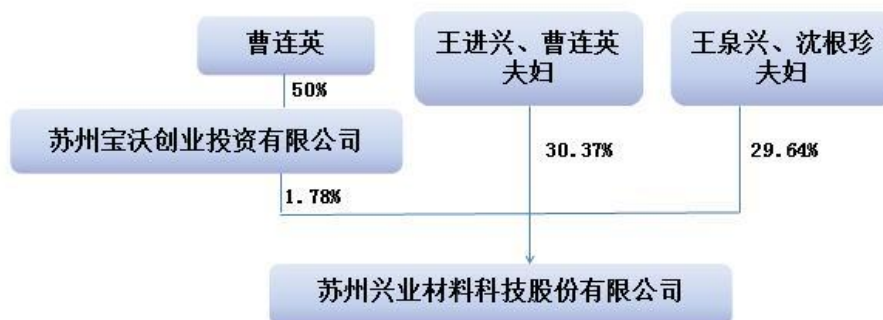 曹连英
王进兴、曹连英
夫妇
王泉兴、沈根珍
夫妇
50%
苏州宝沃创业投资有限公司
30.37%
29.64%
1.78%
苏州兴业材料科技股份有限公司